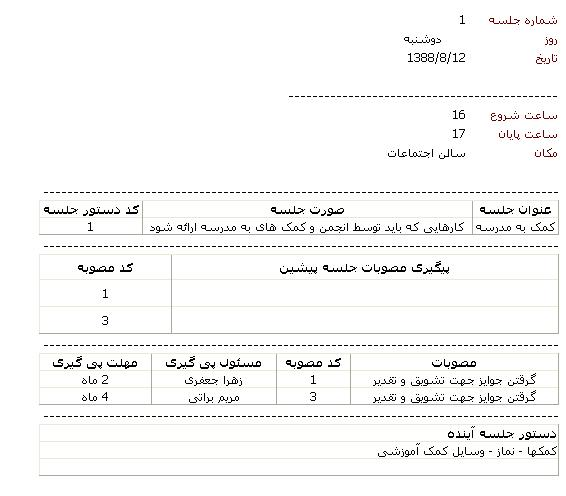 شماره جلسه 1
روز دوشنبه
تاریخ 1388/8/12
ساعت شروع 16
ساعت پایان 17
مکان سالن اجتماعات
عنوان جلسه صورت جلسه کد دستور جلسه
کمک به مدرسه کارهایی که باید توسط انجمن و کمک های به مدرسه ارائه شود 1
پیگیری مصوبات جلسه پیشین کد مصوبه
1
3
مصوبات کد مصوبه مسئول پی گیری مهلت پی گیری
گرفتن جوایز جهت تشویق و تقدیر 1 زهرا جعفری 2 ماه
گرفتن جوایز جهت تشویق و تقدیر 3 مریم براتی 4 ماه
دستور جلسه آینده
کمکها - نماز - وسایل کمک آموزشی